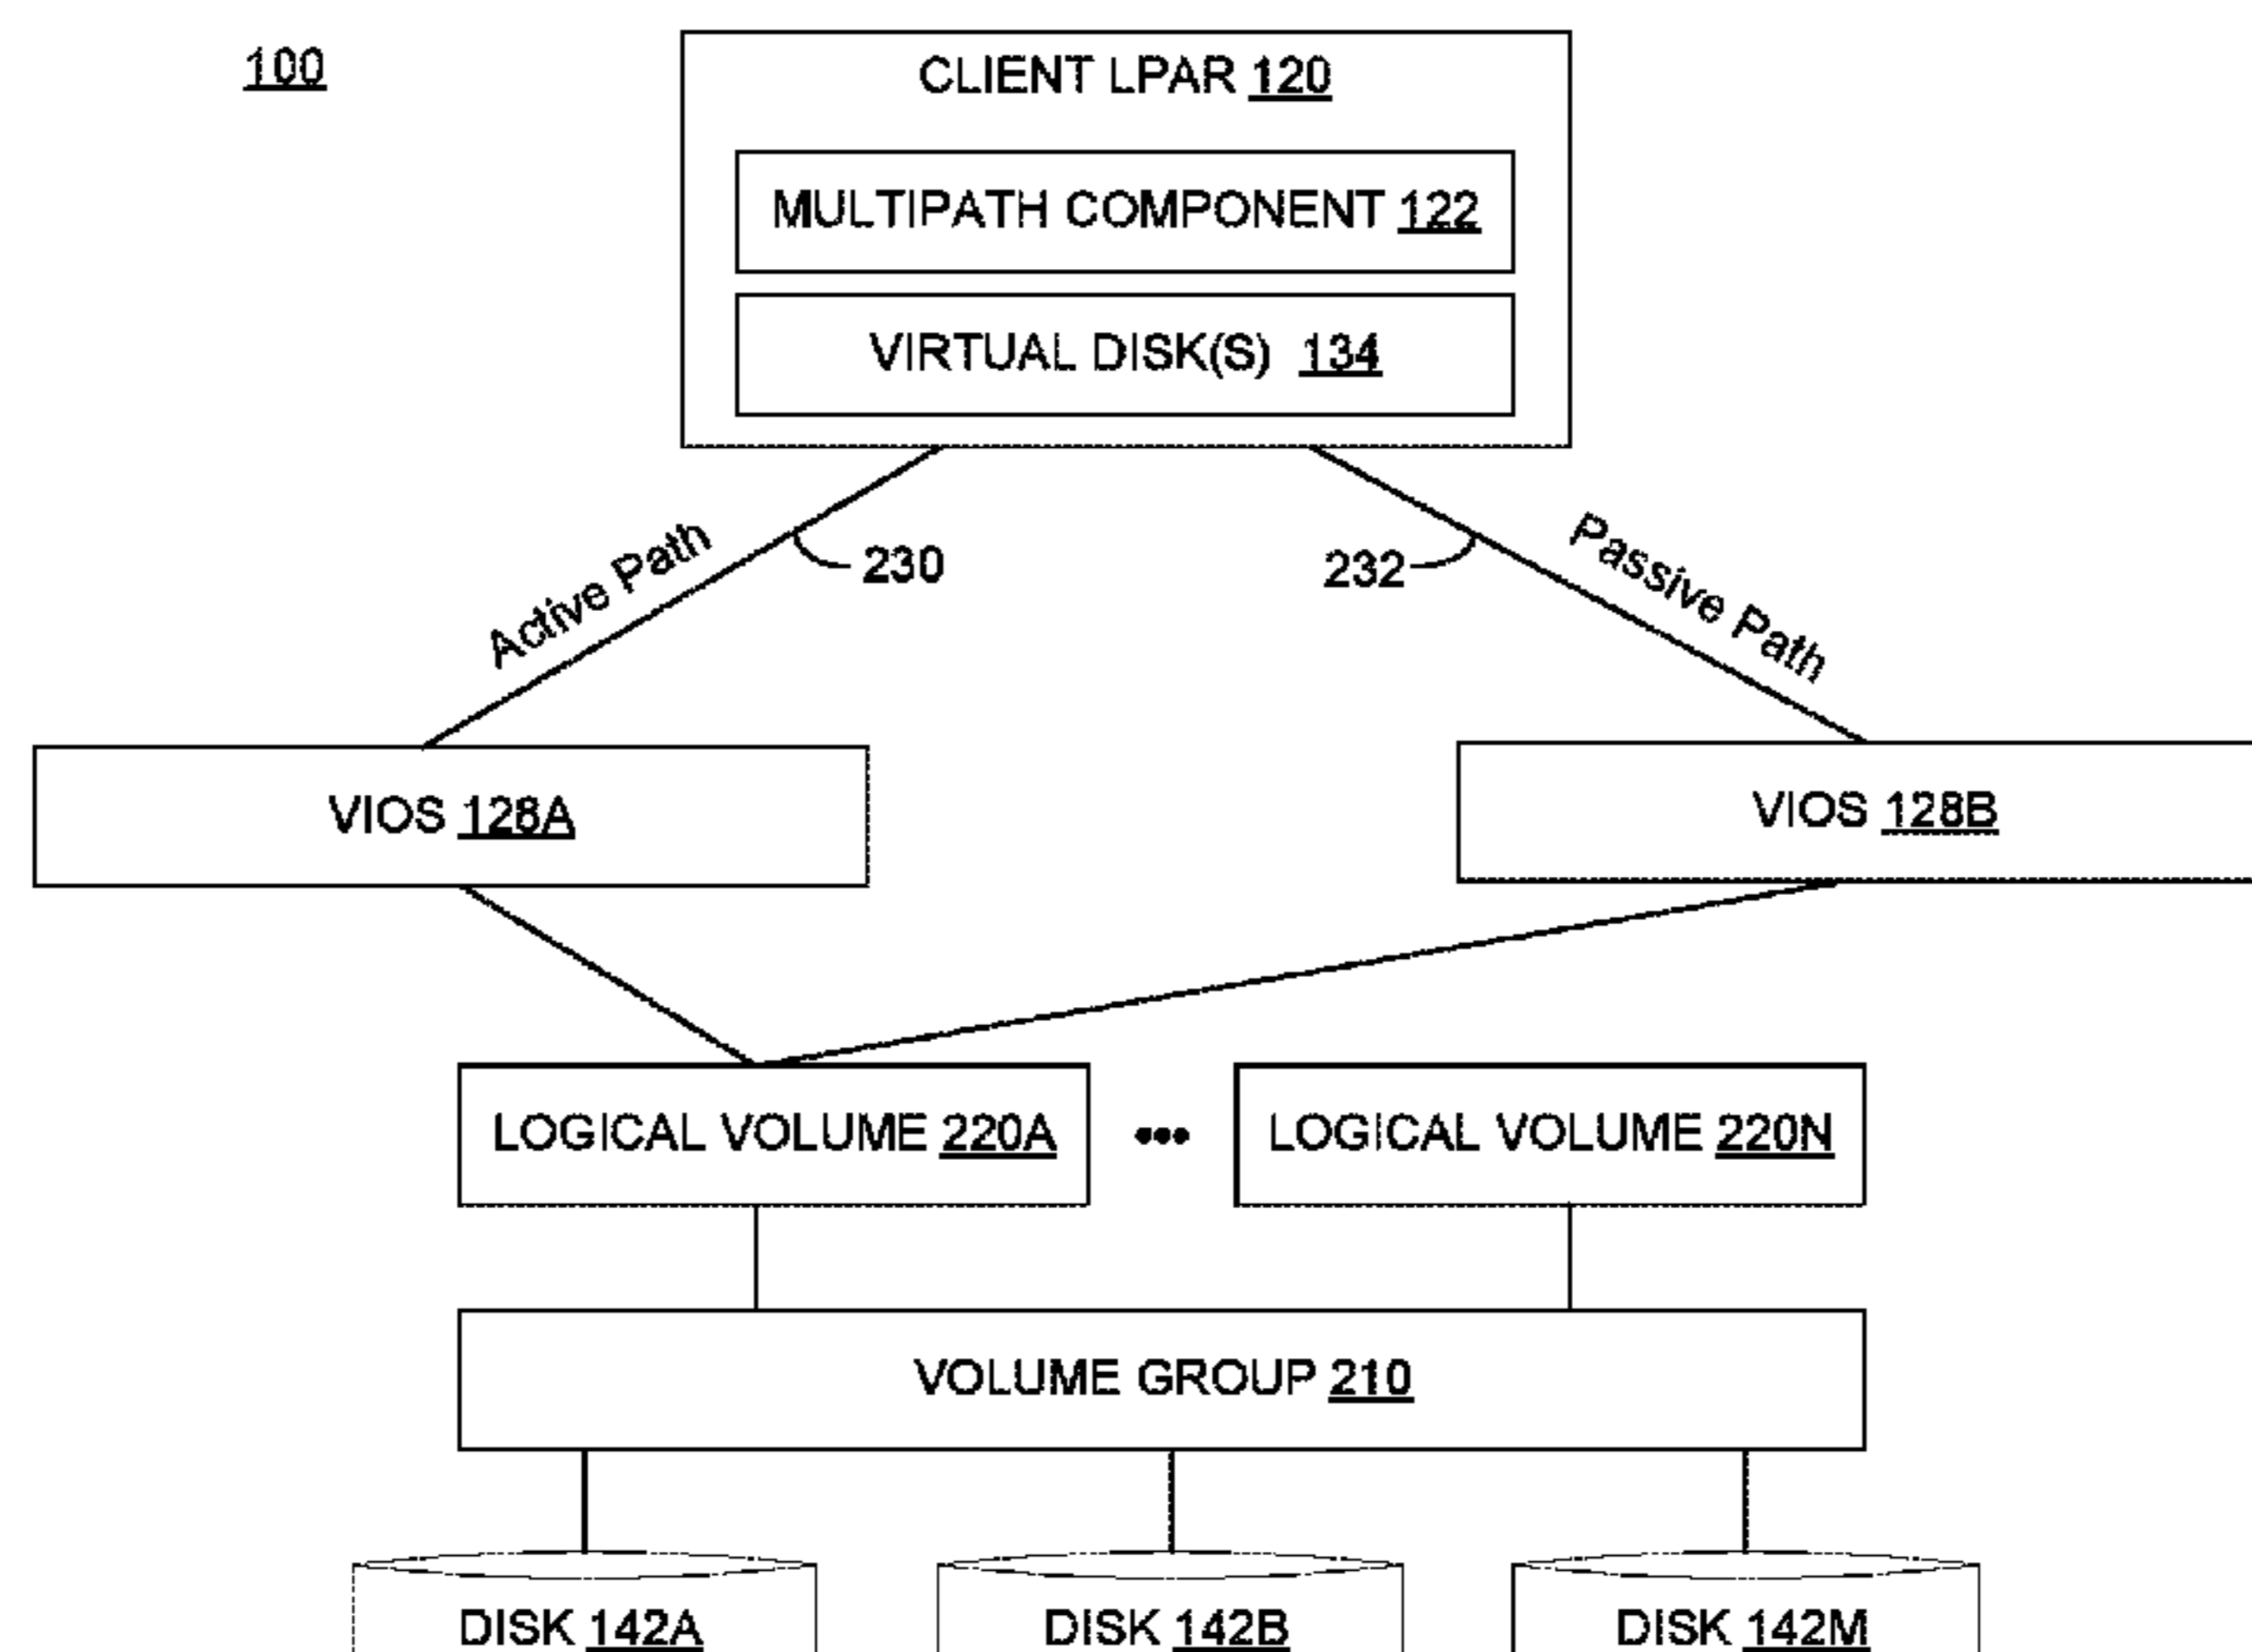 100
CLIENT LPAR 120
MULTIPATH COMPONENT 122
VIRTUAL DISK(S) 134
Active Path
230
232
Passive Path
VIOS 128A
VIOS 128B
LOGICAL VOLUME 220A
•••
LOGICAL VOLUME 220N
VOLUME GROUP 210
DISK 142A
DISK 142B
DISK 142M